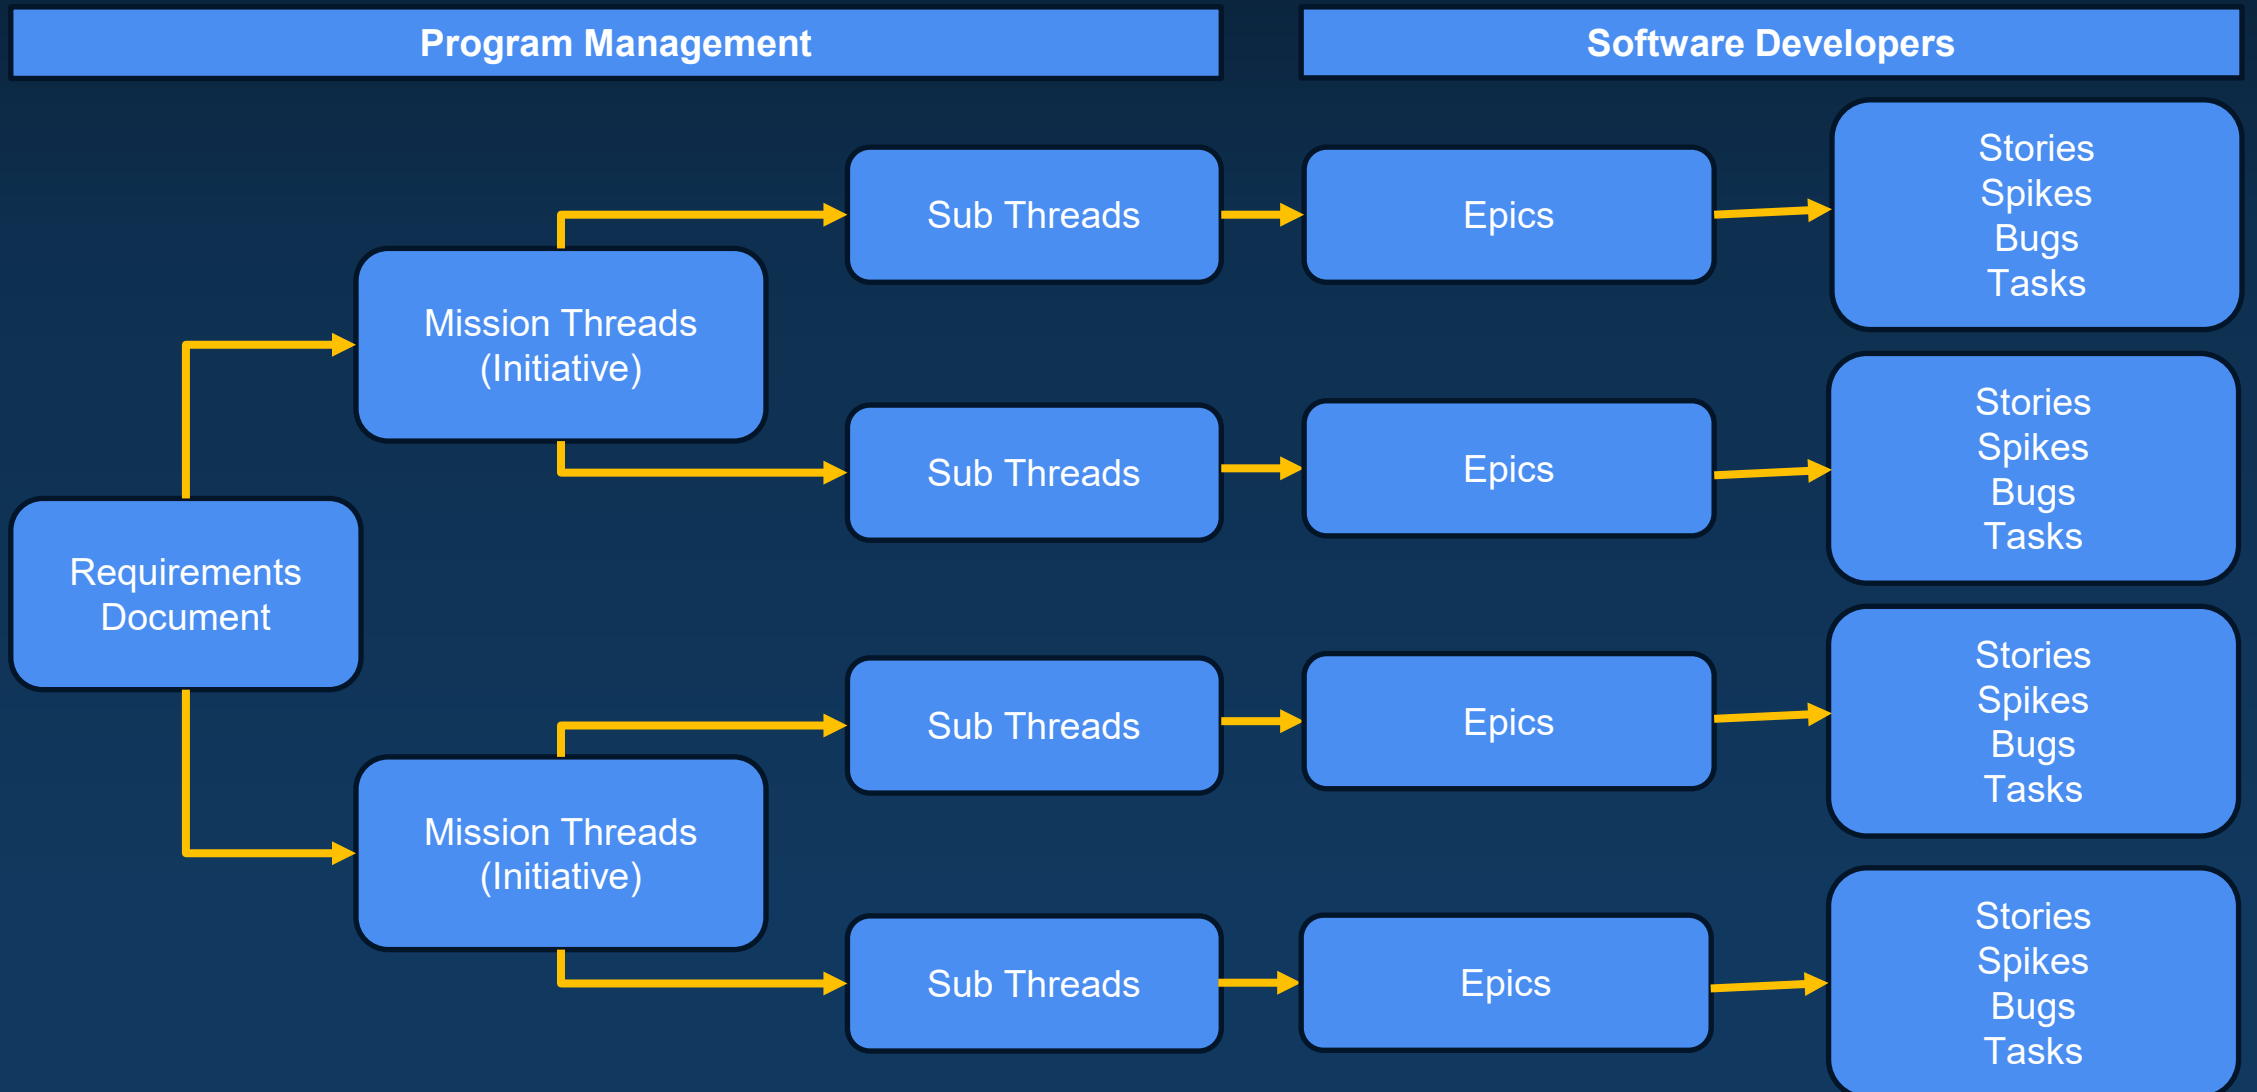 Program Management
Software Developers
Requirements
Document
Mission Threads
(Initiative)
Mission Threads
(Initiative)
Sub Threads
Sub Threads
Sub Threads
Sub Threads
Epics
Epics
Epics
Epics
Stories
Spikes
Bugs
Tasks
Stories
Spikes
Bugs
Tasks
Stories
Spikes
Bugs
Tasks
Stories
Spikes
Bugs
Tasks